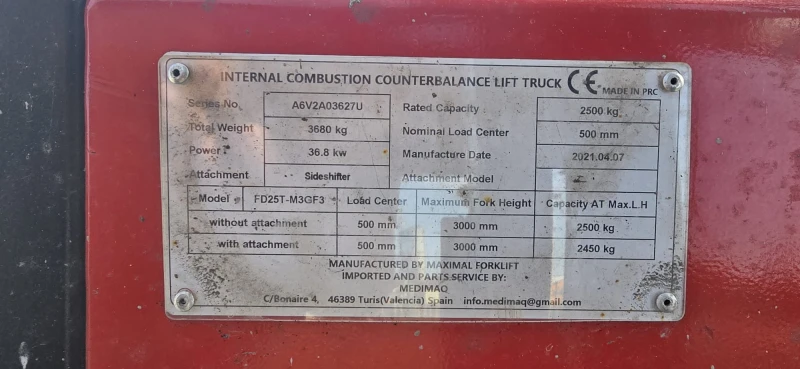 INTERNAL COMBUSTION COUNTERBALANCE LIFT TRUCK CE MADE IN PRC
Series No. A6V2A03627U Rated Capacity 2500 kg
Total Weight 3680 kg Nominal Load Center 500 mm
Power 36.8 kw Manufacture Date 2021.04.07
Attachment Sideshifter Attachment Model
Model FD25T-M3GF3 Load Center Maximum Fork Height Capacity AT Max.L.H
without attachment 500 mm 3000 mm 2500 kg
with attachment 500 mm 3000 mm 2450 kg
MANUFACTURED BY MAXIMAL FORKLIFT
IMPORTED AND PARTS SERVICE BY:
MEDIMAQ
C/Bonaire 4, 46389 Turis(Valencia) Spain info.medimaq@gmail.com